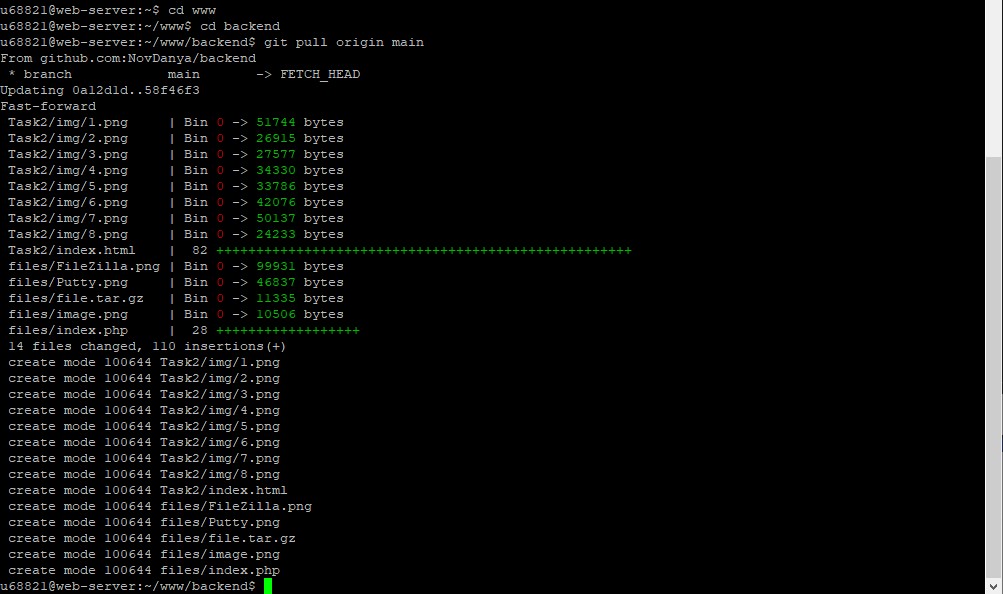 u68821@web-server:~$ cd www
u68821@web-server:~/www$ cd backend
u68821@web-server:~/www/backend$ git pull origin main
From github.com:NovDanya/backend
 * branch            main       -> FETCH_HEAD
Updating 0a12d1d..58f46f3
Fast-forward
 Task2/img/1.png     | Bin 0 -> 51744 bytes
 Task2/img/2.png     | Bin 0 -> 26915 bytes
 Task2/img/3.png     | Bin 0 -> 27577 bytes
 Task2/img/4.png     | Bin 0 -> 34330 bytes
 Task2/img/5.png     | Bin 0 -> 33786 bytes
 Task2/img/6.png     | Bin 0 -> 42076 bytes
 Task2/img/7.png     | Bin 0 -> 50137 bytes
 Task2/img/8.png     | Bin 0 -> 24233 bytes
 Task2/index.html    |  82 ++++++++++++++++++++++++++++++++++++++++++++++++++++
 files/FileZilla.png | Bin 0 -> 99931 bytes
 files/Putty.png     | Bin 0 -> 46837 bytes
 files/file.tar.gz   | Bin 0 -> 11335 bytes
 files/image.png     | Bin 0 -> 10506 bytes
 files/index.php     |  28 ++++++++++++++++++
 14 files changed, 110 insertions(+)
 create mode 100644 Task2/img/1.png
 create mode 100644 Task2/img/2.png
 create mode 100644 Task2/img/3.png
 create mode 100644 Task2/img/4.png
 create mode 100644 Task2/img/5.png
 create mode 100644 Task2/img/6.png
 create mode 100644 Task2/img/7.png
 create mode 100644 Task2/img/8.png
 create mode 100644 Task2/index.html
 create mode 100644 files/FileZilla.png
 create mode 100644 files/Putty.png
 create mode 100644 files/file.tar.gz
 create mode 100644 files/image.png
 create mode 100644 files/index.php
u68821@web-server:~/www/backend$